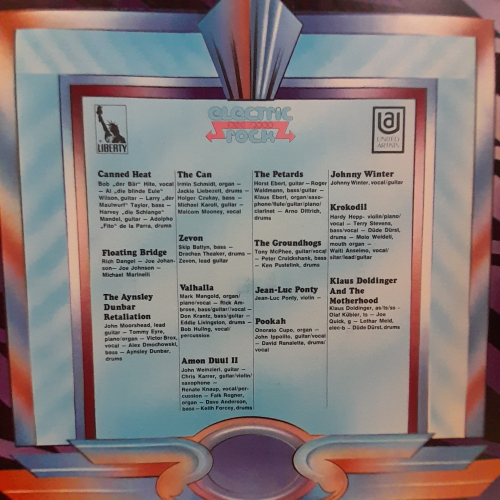 LIBERTY
ELECTRIC
ROCK
UA
UNITED
ARTISTS
Canned Heat
Bob „der Bär" Hite, vocal
— Al „die blinde Eule"
Wilson, guitar — Larry „der
Maulwurf" Taylor, bass —
Harvey „die Schlange"
Mandel, guitar — Adolpho
„Fito" de la Parra, drums
Floating Bridge
Rich Dangel — Joe Johan-
son — Joe Johnson —
Michael Marinelli
The Aynsley
Dunbar
Retaliation
John Moorshead, lead
guitar — Tommy Eyre,
piano/organ — Victor Brox,
vocal — Alex Dmochowski,
bass — Aynsley Dunbar,
drums
The Can
Irmin Schmidt, organ —
Jackie Liebezeit, drums —
Holger Czukay, bass —
Michael Karoli, guitar —
Malcom Mooney, vocal
Zevon
Skip Battyn, bass —
Drachen Theaker, drums —
Zevon, lead guitar
Valhalla
Mark Mangold, organ/
piano/vocal — Rick Am-
brose, bass/guitar/vocal —
Don Krantz, bass/guitar —
Eddie Livingston, drums —
Bob Huling, vocal
percussion
Amon Duul II
John Weinzierl, guitar —
Chris Karrer, guitar/violin/
saxophone —
Renate Knaup, vocal/per-
cussion — Falk Rogner,
organ — Dave Anderson,
bass — Keith Forcey, drums
The Petards
Horst Ebert, guitar — Roger
Waldmann, bass/guitar —
Klaus Ebert, organ/saxo-
phone/flute/guitar/piano/
clarinet — Arno Dittrich,
drums
The Groundhogs
Tony McPhee, guitar/vocal
— Peter Cruickshank, bass
— Ken Pustelink, drums
Jean-Luc Ponty
Jean-Luc Ponty, violin —
Pookah
Onorato Cupo, organ —
John Ippolito, guitar/vocal
— David Ranaletta, drums/
vocal
Johnny Winter
Johnny Winter, vocal/guitar
Krokodil
Hardy Hepp, violin/piano/
vocal — Terry Stevens,
bass/vocal — Düde Dürst,
drums — Mojo Weideli,
mouth organ —
Walti Anselmo, vocal/
sitar/lead/guitar
Klaus Doldinger
And The
Motherhood
Klaus Doldinger,
Olaf Kübler, ts — Joe
Quick, g — Lothar Meid,
elec-b — Düde Dürst, drums